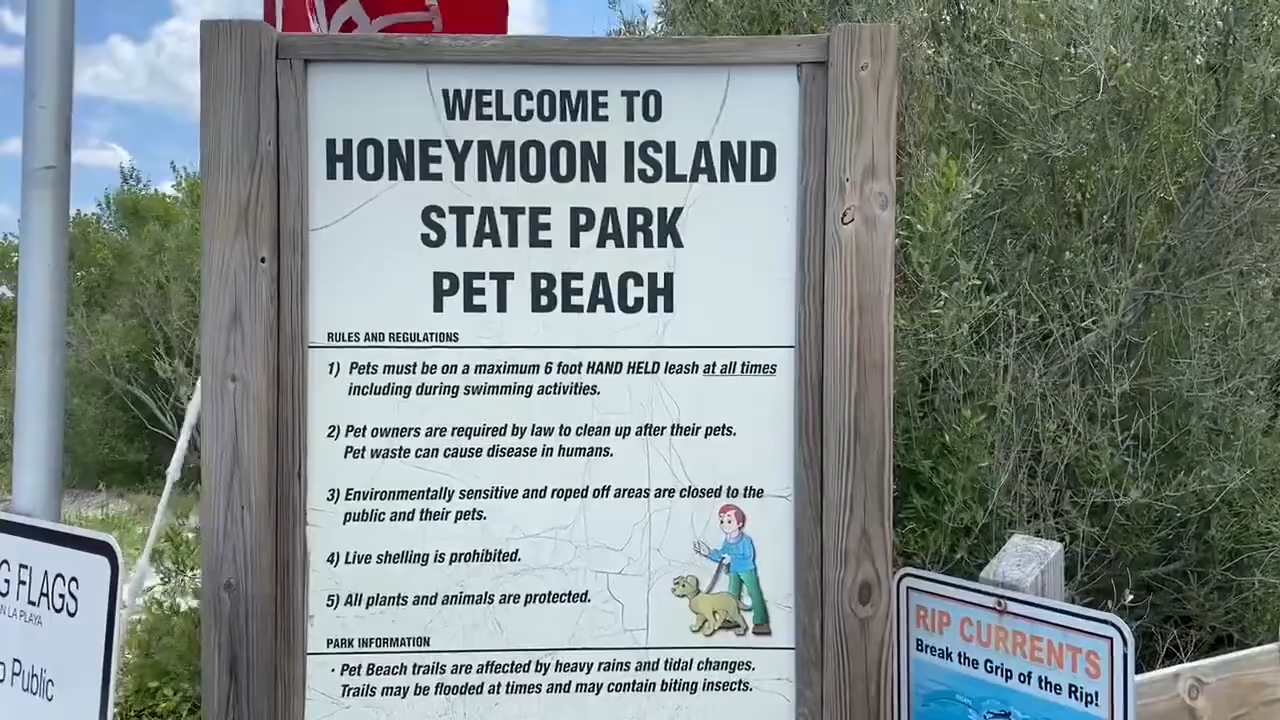 WELCOME TO
HONEYMOON ISLAND
STATE PARK
PET BEACH
RULES AND REGULATIONS
1) Pets must be on a maximum 6 foot HAND HELD leash at all times
including during swimming activities.
2) Pet owners are required by law to clean up after their pets.
Pet waste can cause disease in humans.
3) Environmentally sensitive and roped off areas are closed to the
public and their pets.
4) Live shelling is prohibited.
5) All plants and animals are protected.
PARK INFORMATION
· Pet Beach trails are affected by heavy rains and tidal changes.
Trails may be flooded at times and may contain biting insects.
G FLAGS
N LA PLAYA
o Public
RIP CURRENTS
Break the Grip of the Rip!